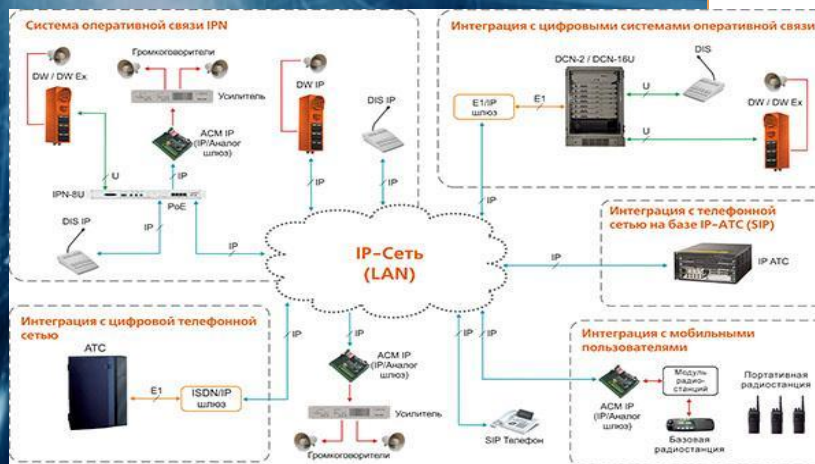 Система оперативной связи IPN
Громкоговорители
DW / DW Ex
Усилитель
ACM IP
(IP/Аналог
шлюз)
DW IP
DIS IP
U
IP
IPN-8U
PoE
DIS IP
IP
IP
IP
IP
Интеграция с цифровыми системами оперативной связи
DCN-2 / DCN-16U
DIS
E1/IP
шлюз
E1
U
U
DW / DW Ex
IP
IP-Сеть
(LAN)
Интеграция с телефонной
сетью на базе IP-АТС (SIP)
IP
IP АТС
Интеграция с цифровой телефонной
сетью
АТС
E1
ISDN/IP
шлюз
IP
IP
ACM IP
(IP/Аналог
шлюз)
Усилитель
Громкоговорители
IP
IP
SIP Телефон
Интеграция с мобильными
пользователями
ACM IP
(IP/Аналог
шлюз)
Модуль
радио-
станций
Базовая
радиостанция
Портативная
радиостанция